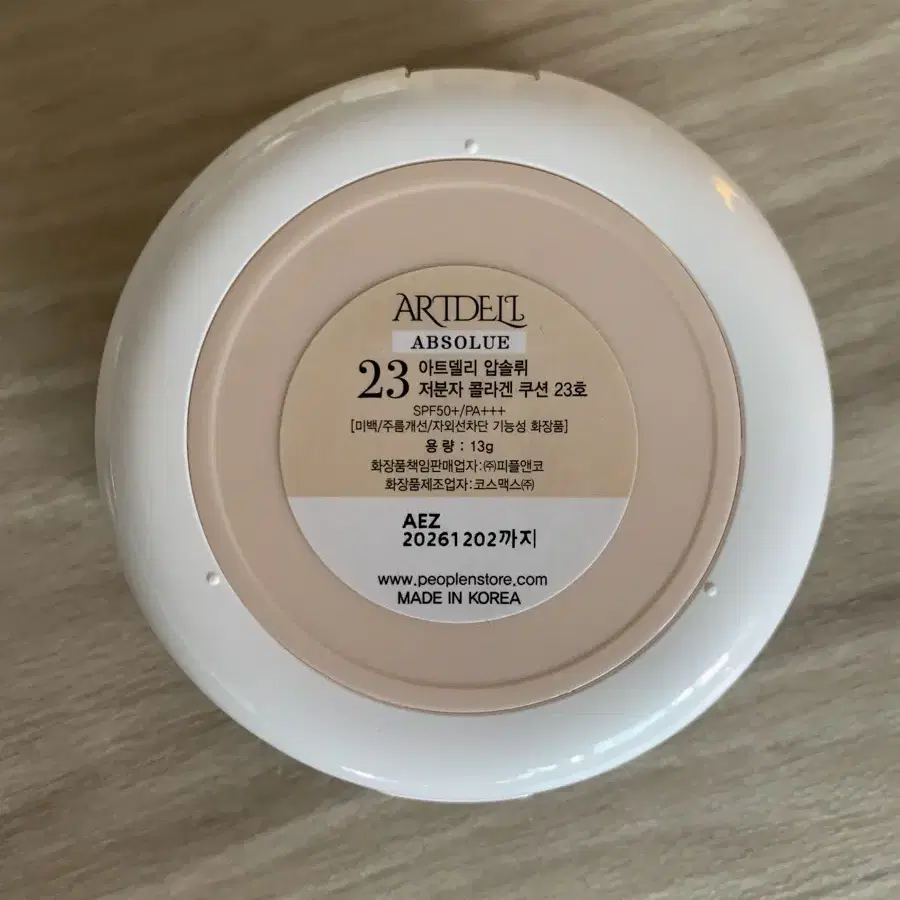 ARTDELI
ABSOLUE
23
아트델리 압솔뤼
저분자 콜라겐 쿠션 23호
SPF50+/PA+++
[미백/주름개선/자외선차단 기능성 화장품]
용 량 : 13g
화장품책임판매업자:㈜피플앤코
화장품제조업자:코스맥스㈜
AEZ
20261202까지
www.peoplenstore.com
MADE IN KOREA